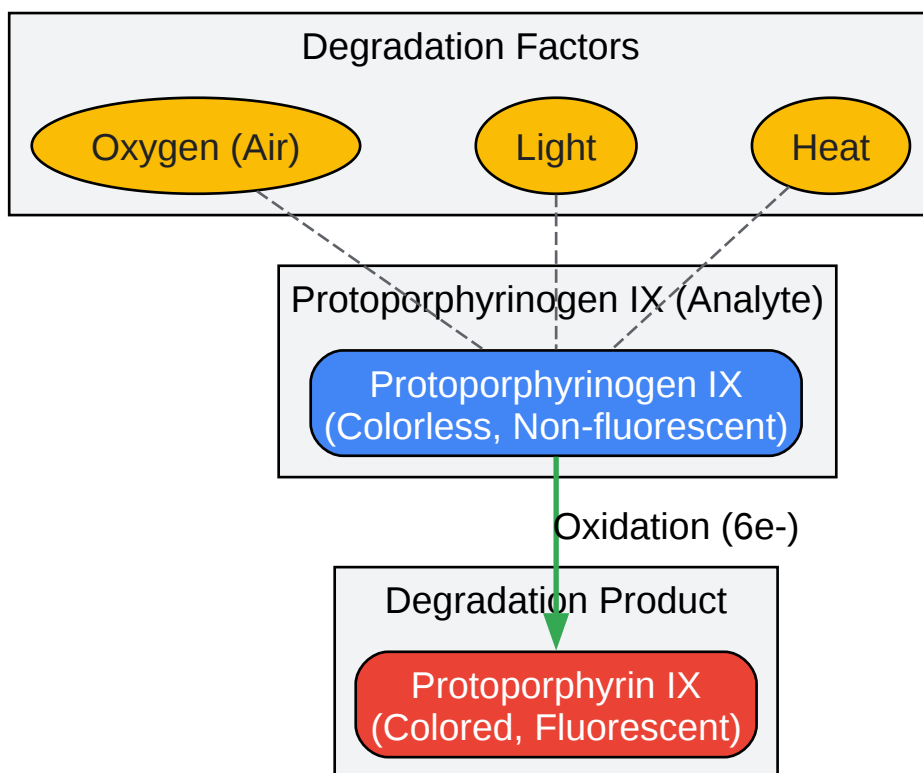 Degradation Factors
Oxygen (Air)
Light
Heat
Protoporphyrinogen IX (Analyte)
Protoporphyrinogen IX
(Colorless, Non-fluorescent)
Oxidation (6e-)
Degradation Product
Protoporphyrin IX
(Colored, Fluorescent)